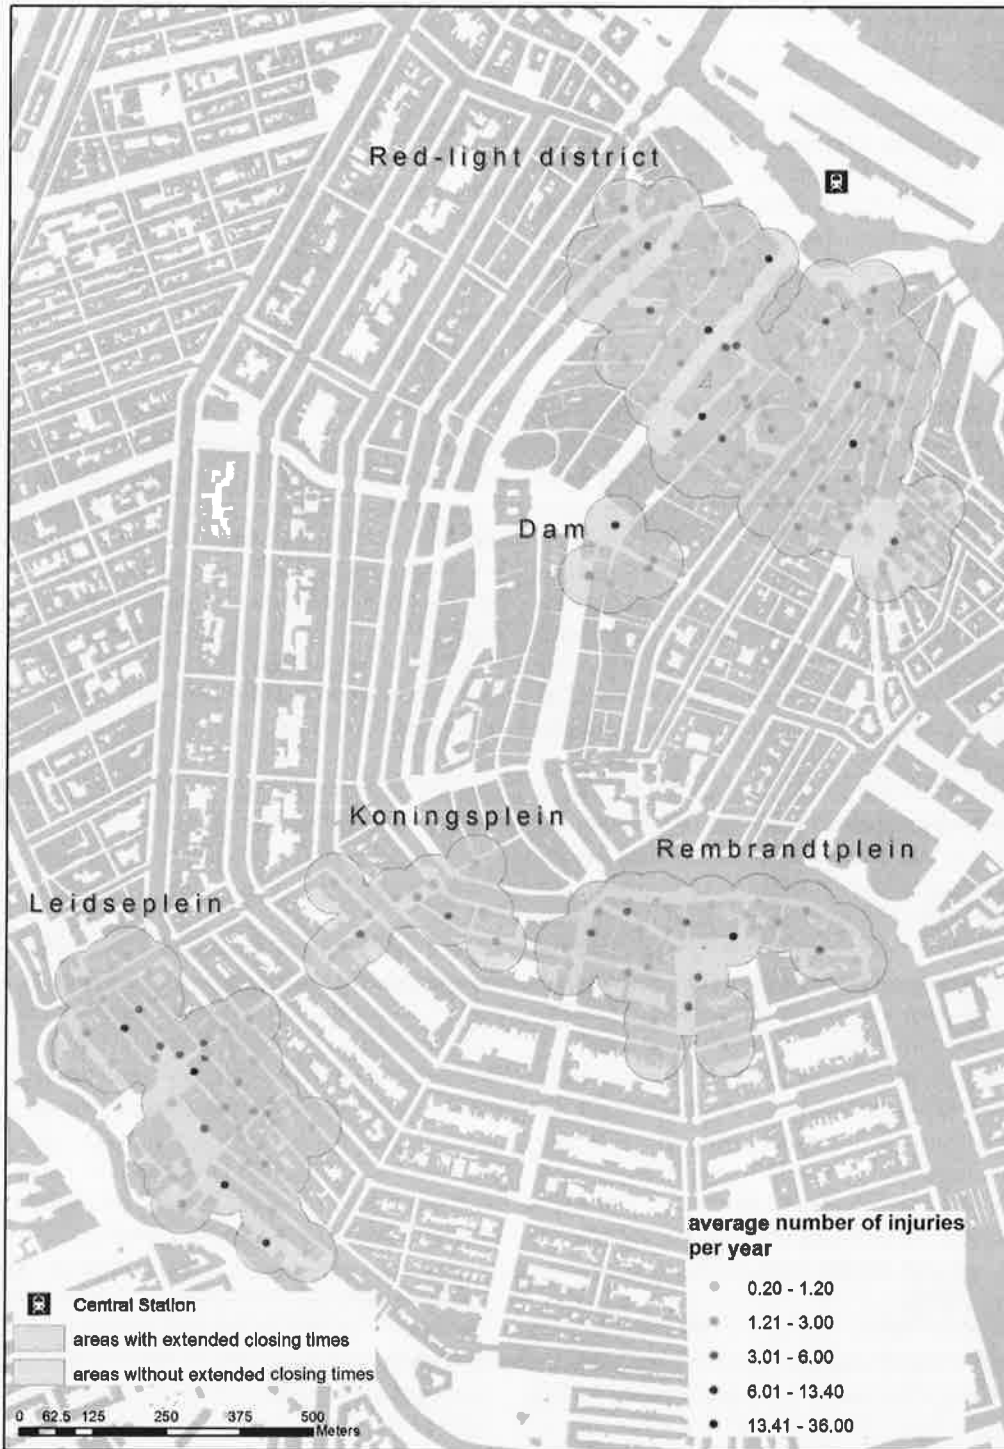 Red-light district
Dam
Koningsplein
Rembrandtplein
Leidseplein
average number of injuries
per year
0.20 - 1.20
1.21 - 3.00
3.01 - 6.00
6.01 - 13.40
13.41 - 36.00
Central Station
areas with extended closing times
areas without extended closing times
0 62.5 125 250 375 500
Meters